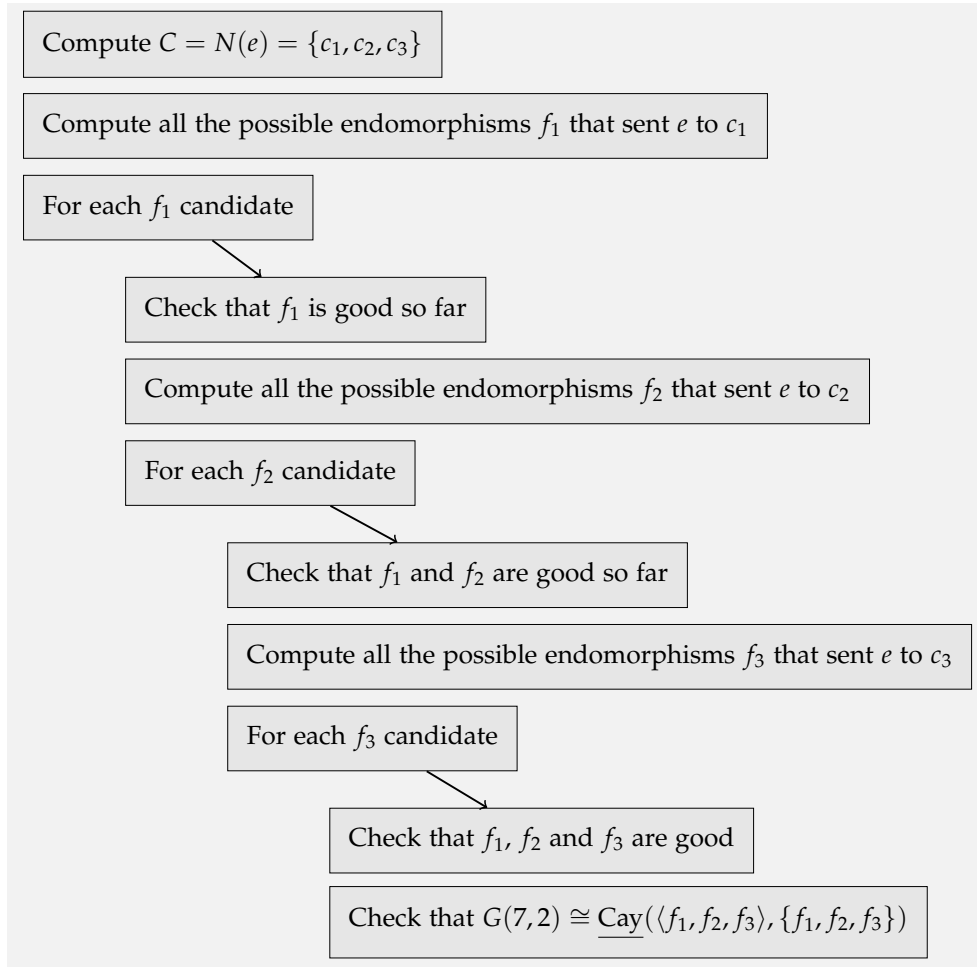 Compute C = N(e) = {c₁, c₂, c₃}
Compute all the possible endomorphisms f₁ that sent e to c₁
For each f₁ candidate
Check that f₁ is good so far
Compute all the possible endomorphisms f₂ that sent e to c₂
For each f₂ candidate
Check that f₁ and f₂ are good so far
Compute all the possible endomorphisms f₃ that sent e to c₃
For each f₃ candidate
Check that f₁, f₂ and f₃ are good
Check that G(7, 2) ≅ Cay(⟨f₁, f₂, f₃⟩, {f₁, f₂, f₃})